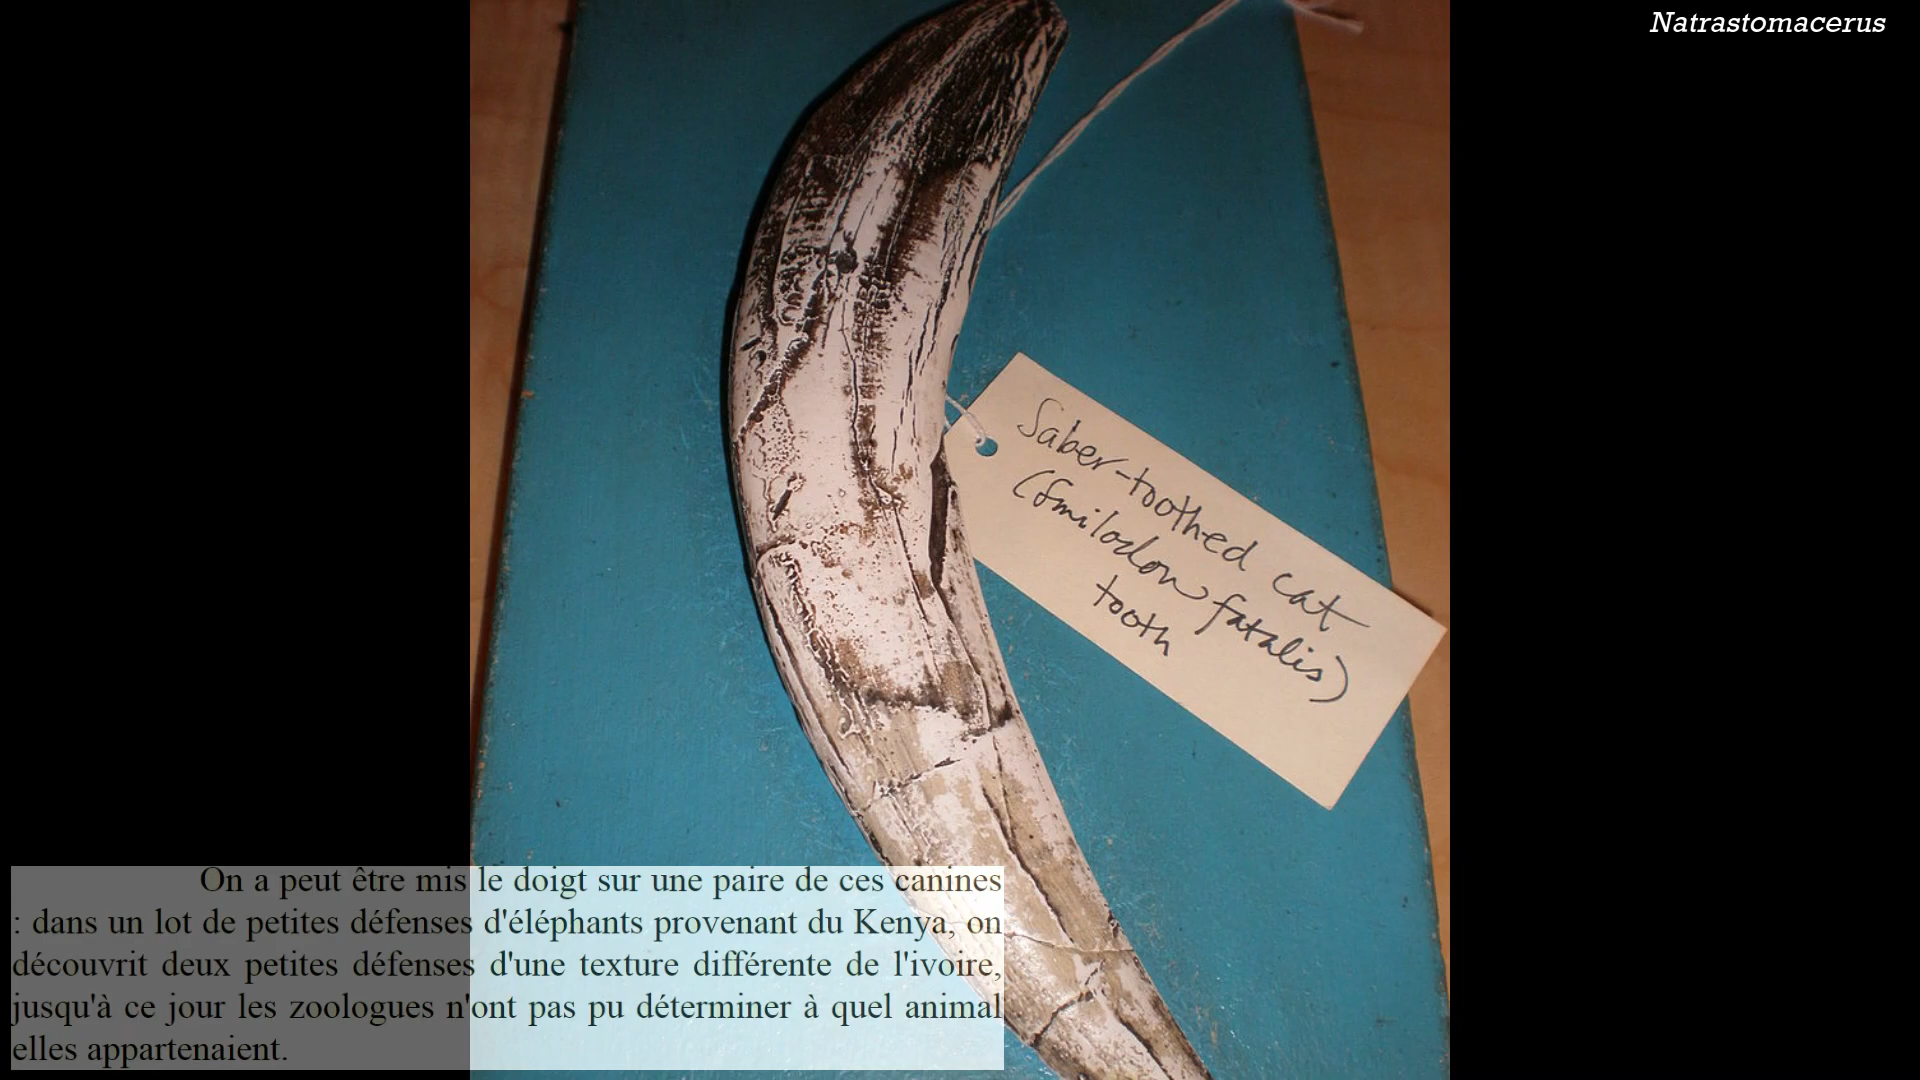 Natrastomacerus
Saber-toothed cat
(Smilodon fatalis)
tooth
On a peut être mis le doigt sur une paire de ces canines
: dans un lot de petites défenses d'éléphants provenant du Kenya, on
découvrit deux petites défenses d'une texture différente de l'ivoire,
jusqu'à ce jour les zoologues n'ont pas pu déterminer à quel animal
elles appartenaient.